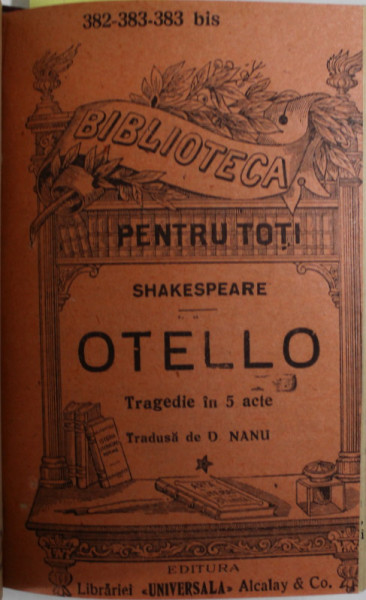 382-383-383 bis
BIBLIOTECA
PENTRU TOȚI
SHAKESPEARE
OTELLO
Tragedie în 5 acte
Tradusă de D NANU
EDITURA
Librăriei «UNIVERSALA» Alcalay & Co.